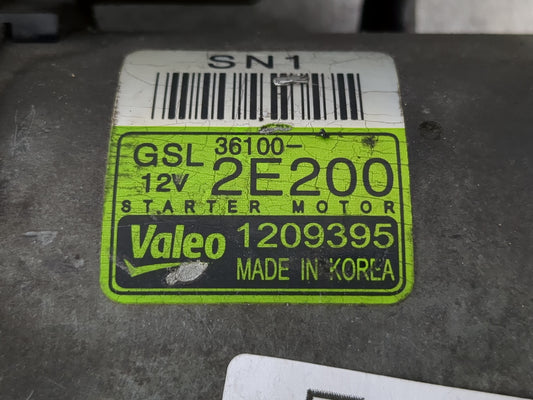 SN1
GSL 36100-
12V 2E200
STARTER MOTOR
Valeo 1209395
MADE IN KOREA